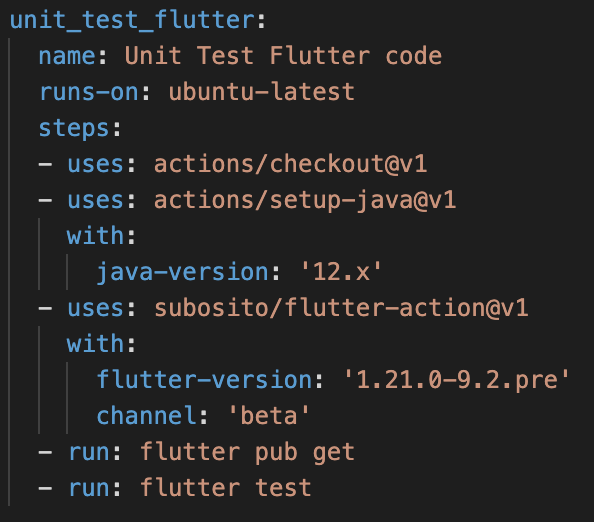 unit_test_flutter:
  name: Unit Test Flutter code
  runs-on: ubuntu-latest
  steps:
  - uses: actions/checkout@v1
  - uses: actions/setup-java@v1
    with:
      java-version: '12.x'
  - uses: subosito/flutter-action@v1
    with:
      flutter-version: '1.21.0-9.2.pre'
      channel: 'beta'
  - run: flutter pub get
  - run: flutter test